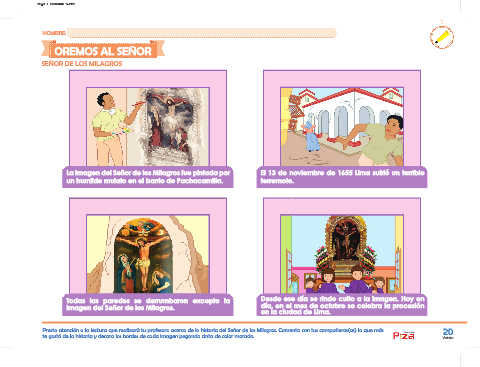 NOMBRE:
OREMOS AL SEÑOR
SEÑOR DE LOS MILAGROS
La imagen del Señor de los Milagros fue pintada por
un humilde mulato en el barrio de Pachacamilla.
El 13 de noviembre de 1655 Lima sufrió un terrible
terremoto.
Todas las paredes se derrumbaron excepto la
imagen del Señor de los Milagros.
Desde ese día se rinde culto a la imagen. Hoy en
día, en el mes de octubre se celebra la procesión
en la ciudad de Lima.
Presta atención a la lectura que realizará tu profesora acerca de la historia del Señor de los Milagros. Comenta con tus compañeros(as) lo que más
te gustó de la historia y decora los bordes de cada imagen pegando cinta de color morado.
20